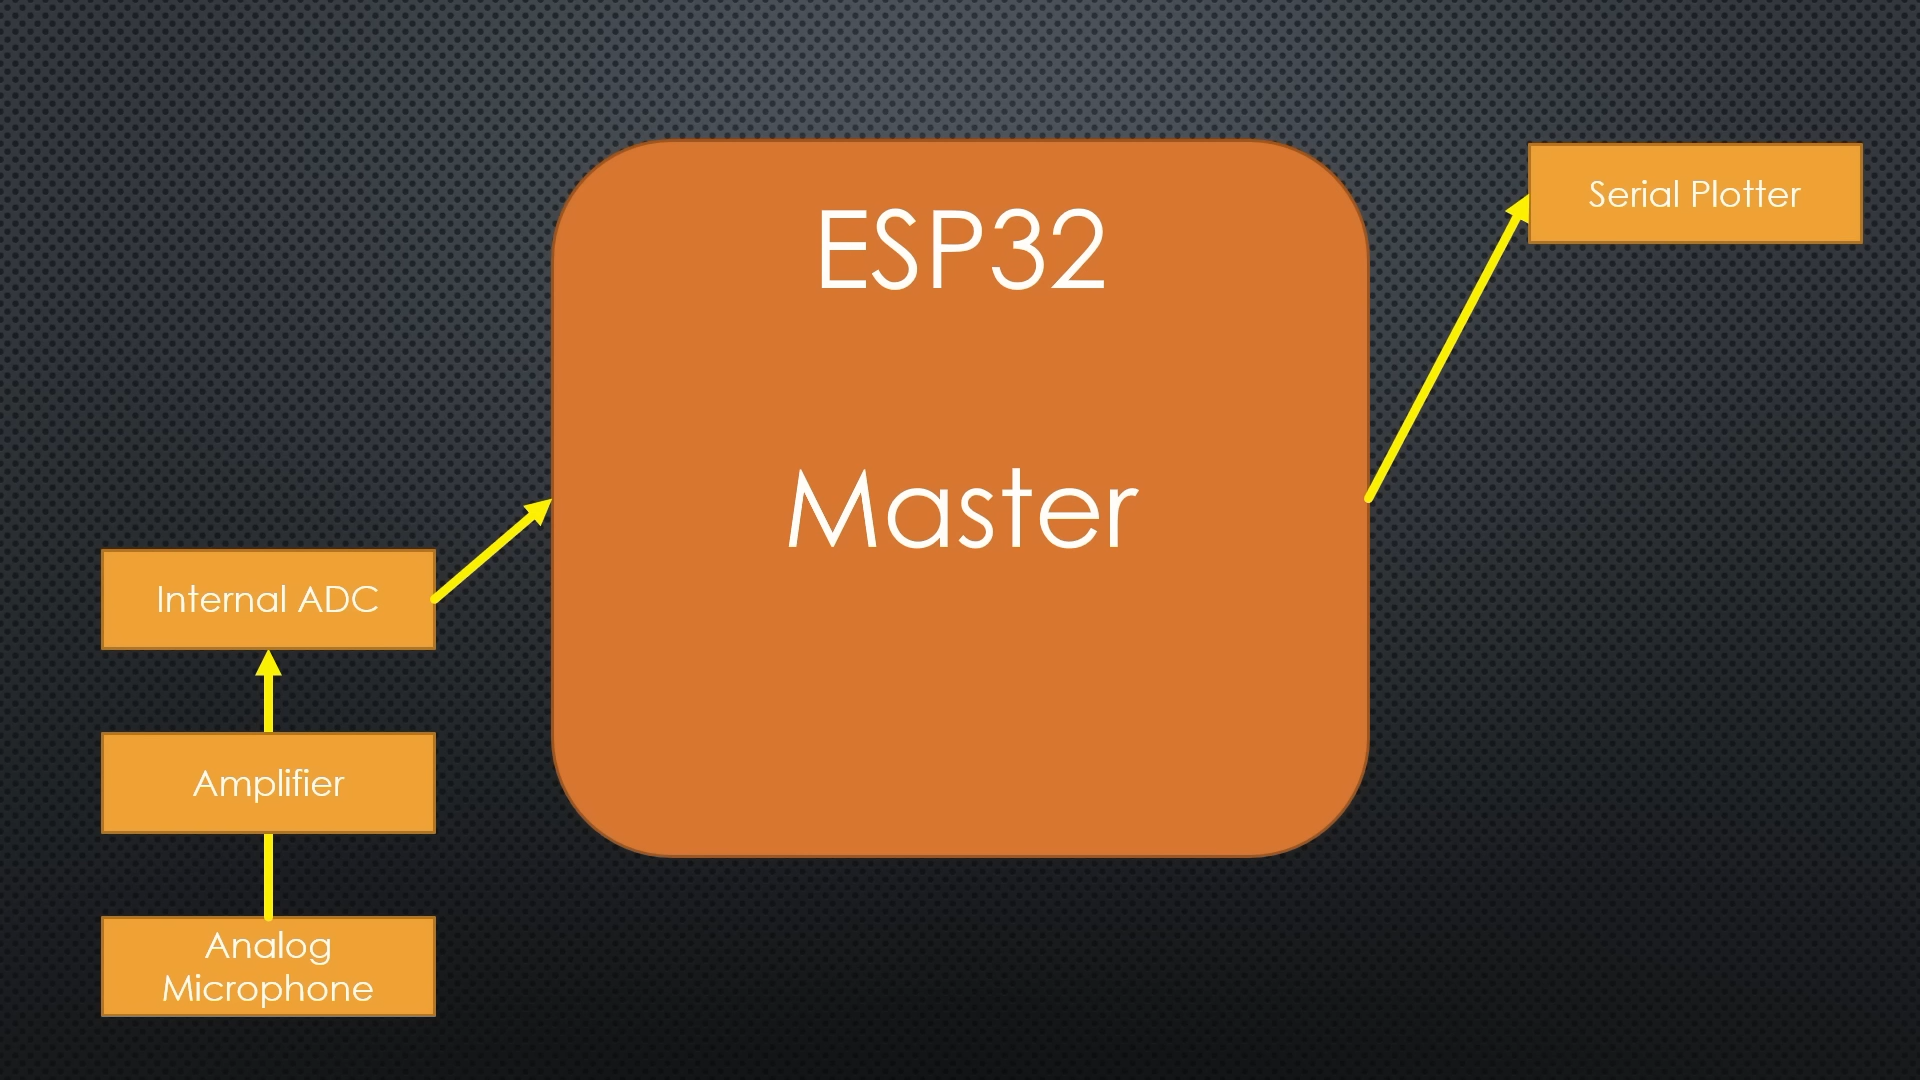 ESP32
Master
Serial Plotter
Internal ADC
Amplifier
Analog
Microphone